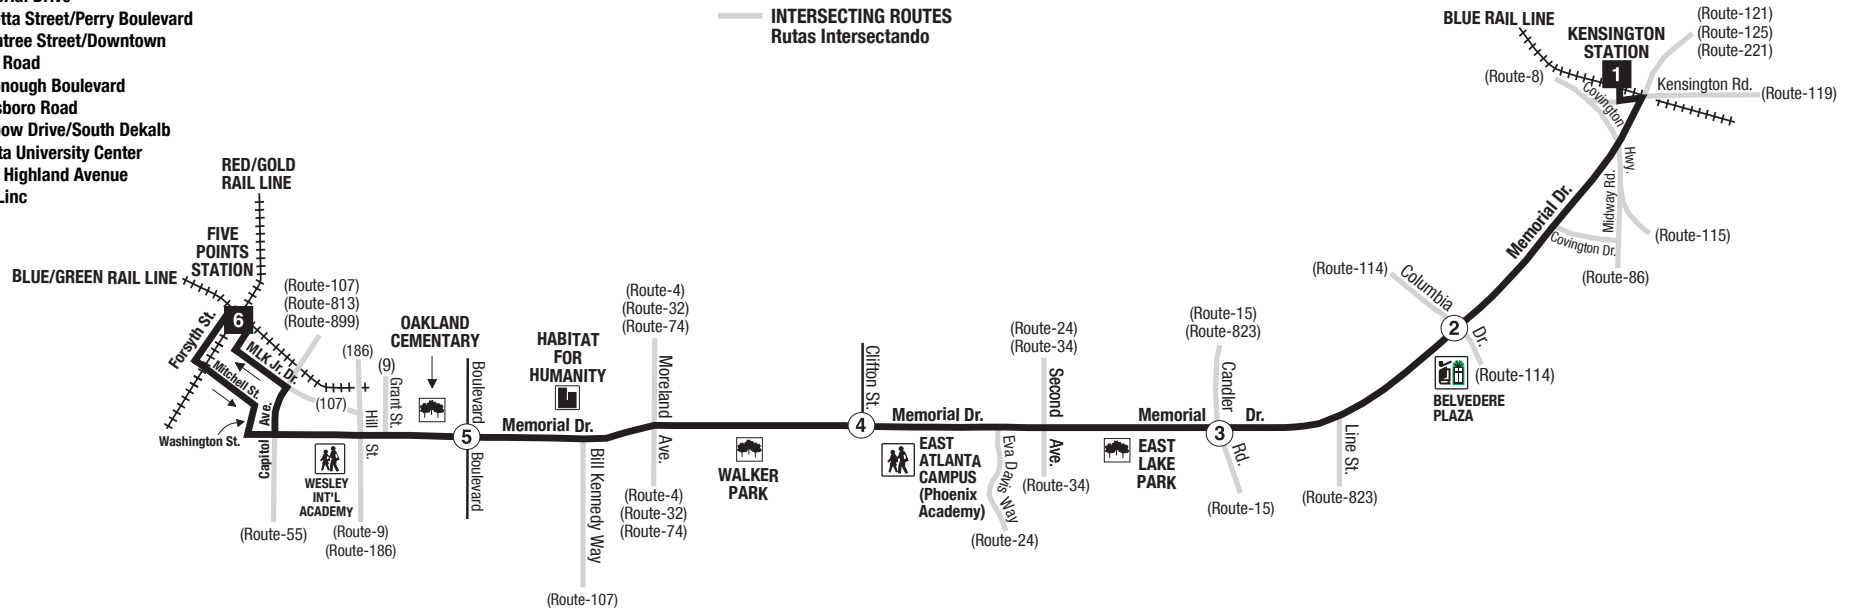 etta Street/Perry Boulevard
ntree Street/Downtown
Road
onough Boulevard
sboro Road
bow Drive/South Dekalb
ta University Center
Highland Avenue
Linc
INTERSECTING ROUTES
Rutas Intersectando
BLUE RAIL LINE
KENSINGTON
STATION
1
(Route-121)
(Route-125)
(Route-221)
(Route-8)
Kensington Rd.
(Route-119)
Covington
Hwy.
Midway Rd.
Memorial Dr.
Covington Dr.
(Route-115)
(Route-86)
(Route-114)
Columbia
Dr.
2
(Route-114)
BELVEDERE
PLAZA
RED/GOLD
RAIL LINE
FIVE
POINTS
STATION
BLUE/GREEN RAIL LINE
6
Forsyth St.
MLK Jr. Dr.
Mitchell St.
Washington St.
Capitol
Ave.
(Route-107)
(Route-813)
(Route-899)
(107)
(186)
(9)
Hill
St.
Grant St.
OAKLAND
CEMENTARY
WESLEY
INT'L
ACADEMY
(Route-55)
(Route-9)
(Route-186)
Boulevard
5
Boulevard
HABITAT
FOR
HUMANITY
Memorial Dr.
Bill Kennedy Way
(Route-107)
(Route-4)
(Route-32)
(Route-74)
Moreland
Ave.
(Route-4)
(Route-32)
(Route-74)
WALKER
PARK
Clifton St.
4
Memorial Dr.
EAST
ATLANTA
CAMPUS
(Phoenix
Academy)
Eva Davis Way
(Route-24)
(Route-24)
(Route-34)
Second
Ave.
(Route-34)
EAST
LAKE
PARK
Memorial
Dr.
(Route-15)
(Route-823)
Candler
3
Rd.
(Route-15)
Line St.
(Route-823)